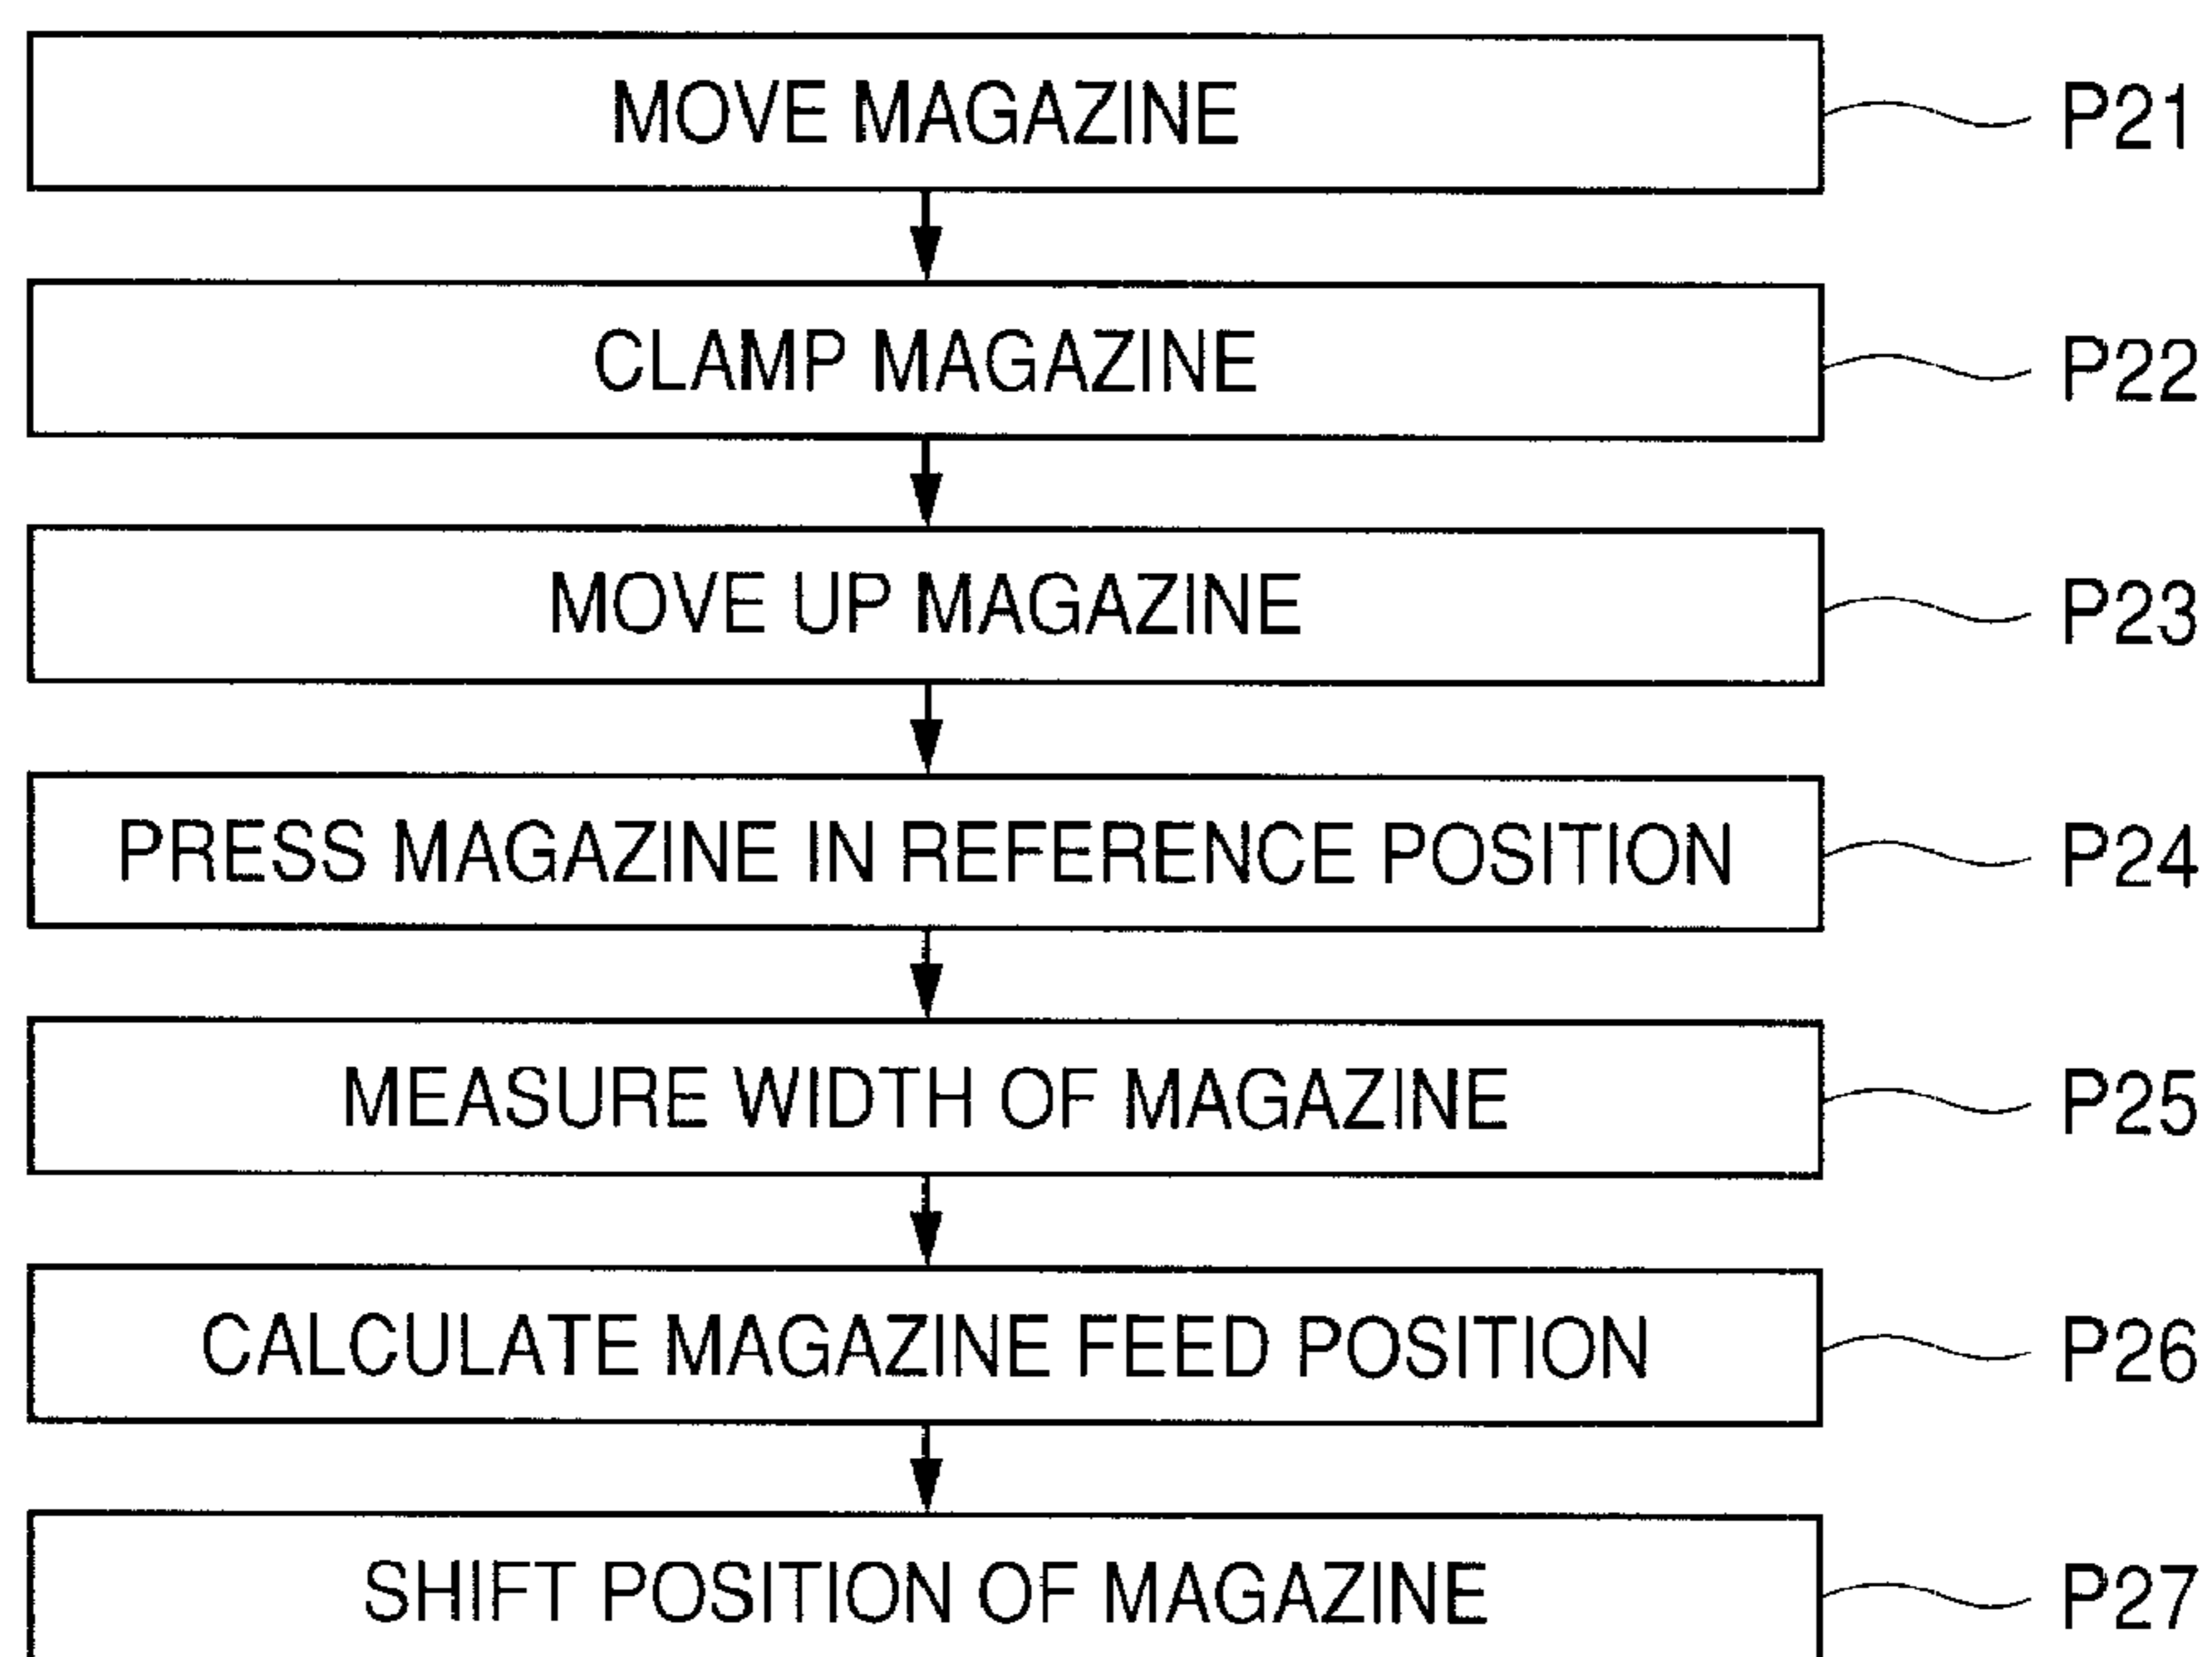 MOVE MAGAZINE P21
CLAMP MAGAZINE P22
MOVE UP MAGAZINE P23
PRESS MAGAZINE IN REFERENCE POSITION P24
MEASURE WIDTH OF MAGAZINE P25
CALCULATE MAGAZINE FEED POSITION P26
SHIFT POSITION OF MAGAZINE P27